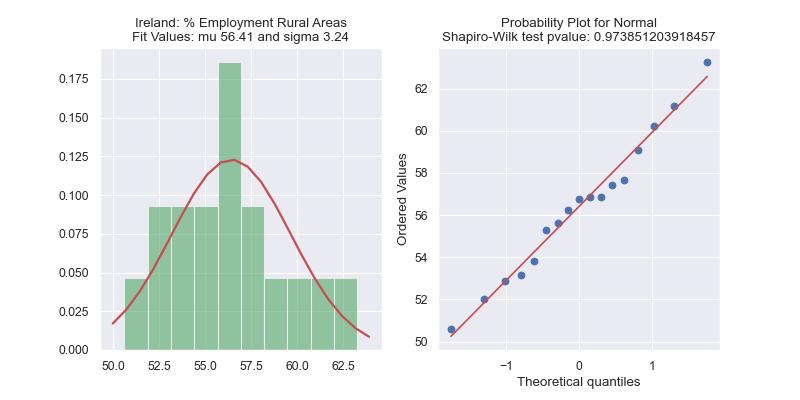 Ireland: % Employment Rural Areas
Fit Values: mu 56.41 and sigma 3.24
0.175
0.150
0.125
0.100
0.075
0.050
0.025
0.000
50.0 52.5 55.0 57.5 60.0 62.5
Probability Plot for Normal
Shapiro-Wilk test pvalue: 0.973851203918457
Ordered Values
62
60
58
56
54
52
50
−1 0 1
Theoretical quantiles